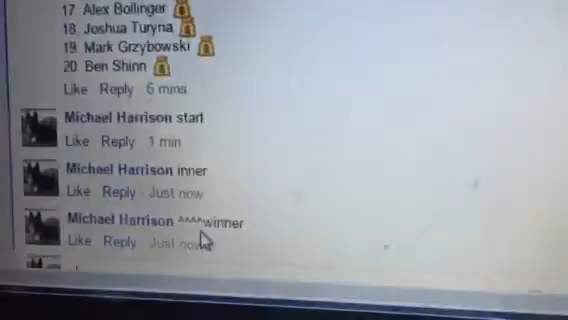 17. Alex Bollinger
18. Joshua Turyna
19. Mark Grzybowski
20. Ben Shinn
Like Reply 6 mins
Michael Harrison start
Like Reply 1 min
Michael Harrison inner
Like Reply Just now
Michael Harrison ^^^^winner
Like Reply Just now